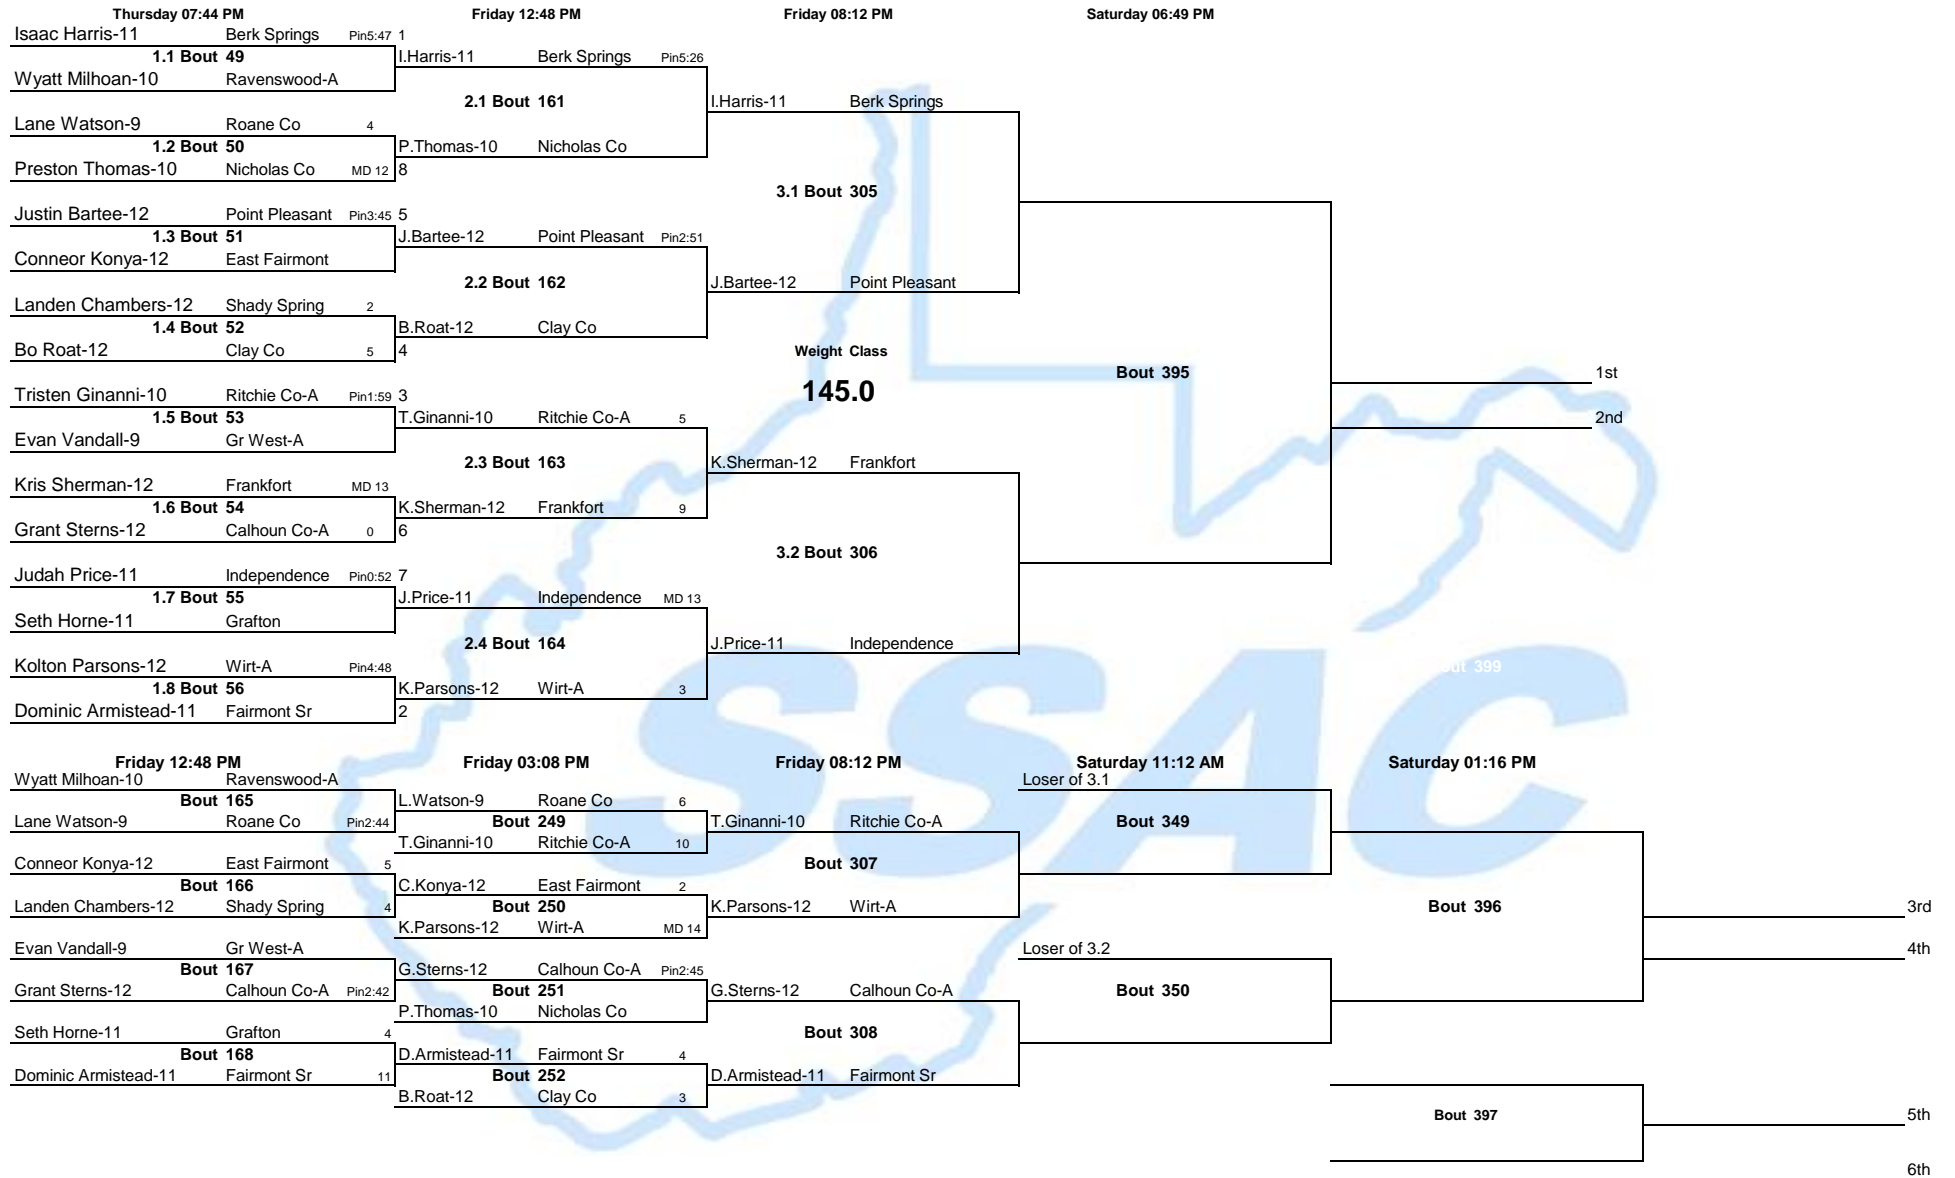 Thursday 07:44 PM Friday 12:48 PM Friday 08:12 PM Saturday 06:49 PM
Isaac Harris-11 Berk Springs Pin5:47 1
1.1 Bout 49 I.Harris-11 Berk Springs Pin5:26
Wyatt Milhoan-10 Ravenswood-A
2.1 Bout 161 I.Harris-11 Berk Springs
Lane Watson-9 Roane Co 4
1.2 Bout 50 P.Thomas-10 Nicholas Co
Preston Thomas-10 Nicholas Co MD 12 8
3.1 Bout 305
Justin Bartee-12 Point Pleasant Pin3:45 5
1.3 Bout 51 J.Bartee-12 Point Pleasant Pin2:51
Conneor Konya-12 East Fairmont
2.2 Bout 162 J.Bartee-12 Point Pleasant
Landen Chambers-12 Shady Spring 2
1.4 Bout 52 B.Roat-12 Clay Co
Bo Roat-12 Clay Co 5 4 Weight Class
Bout 395 1st
Tristen Ginanni-10 Ritchie Co-A Pin1:59 3 145.0
1.5 Bout 53 T.Ginanni-10 Ritchie Co-A 5 2nd
Evan Vandall-9 Gr West-A
2.3 Bout 163 K.Sherman-12 Frankfort
Kris Sherman-12 Frankfort MD 13
1.6 Bout 54 K.Sherman-12 Frankfort 9
Grant Sterns-12 Calhoun Co-A 0 6
3.2 Bout 306
Judah Price-11 Independence Pin0:52 7
1.7 Bout 55 J.Price-11 Independence MD 13
Seth Horne-11 Grafton
2.4 Bout 164 J.Price-11 Independence
Kolton Parsons-12 Wirt-A Pin4:48 399
1.8 Bout 56 K.Parsons-12 Wirt-A 3
Dominic Armistead-11 Fairmont Sr 2
SSAC
Friday 12:48 PM Friday 03:08 PM Friday 08:12 PM Saturday 11:12 AM Saturday 01:16 PM
Wyatt Milhoan-10 Ravenswood-A Loser of 3.1
Bout 165 L.Watson-9 Roane Co 6
Lane Watson-9 Roane Co Pin2:44 Bout 249 T.Ginanni-10 Ritchie Co-A Bout 349
T.Ginanni-10 Ritchie Co-A 10
Conneor Konya-12 East Fairmont 5 Bout 307
Bout 166 C.Konya-12 East Fairmont 2
Landen Chambers-12 Shady Spring 4 Bout 250 K.Parsons-12 Wirt-A Bout 396 3rd
K.Parsons-12 Wirt-A MD 14
Evan Vandall-9 Gr West-A Loser of 3.2 4th
Bout 167 G.Sterns-12 Calhoun Co-A Pin2:45
Grant Sterns-12 Calhoun Co-A Pin2:42 Bout 251 G.Sterns-12 Calhoun Co-A Bout 350
P.Thomas-10 Nicholas Co
Seth Horne-11 Grafton 4 Bout 308
Bout 168 D.Armistead-11 Fairmont Sr 4
Dominic Armistead-11 Fairmont Sr 11 Bout 252 D.Armistead-11 Fairmont Sr
B.Roat-12 Clay Co 3
Bout 397 5th
6th